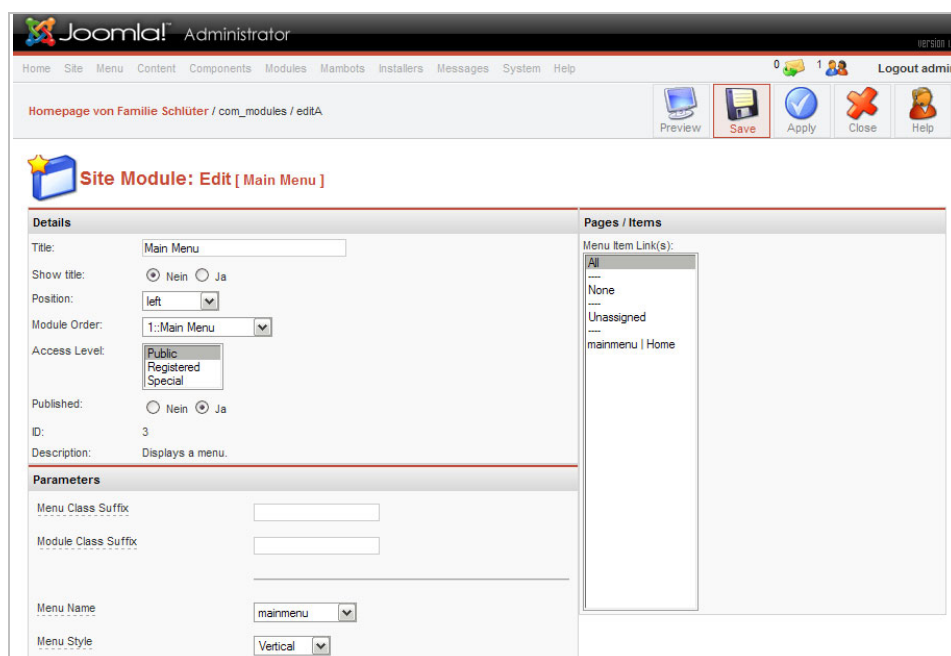 Joomla!™ Administrator
version
Home Site Menu Content Components Modules Mambots Installers Messages System Help
0 1 Logout admi
Homepage von Familie Schlüter / com_modules / editA
Preview Save Apply Close Help
Site Module: Edit [ Main Menu ]
Details
Title: Main Menu
Show title: Nein Ja
Position: left
Module Order: 1::Main Menu
Access Level: Public
Registered
Special
Published: Nein Ja
ID: 3
Description: Displays a menu.
Parameters
Menu Class Suffix
Module Class Suffix
Menu Name mainmenu
Menu Style Vertical
Pages / Items
Menu Item Link(s):
All
----
None
----
Unassigned
----
mainmenu | Home